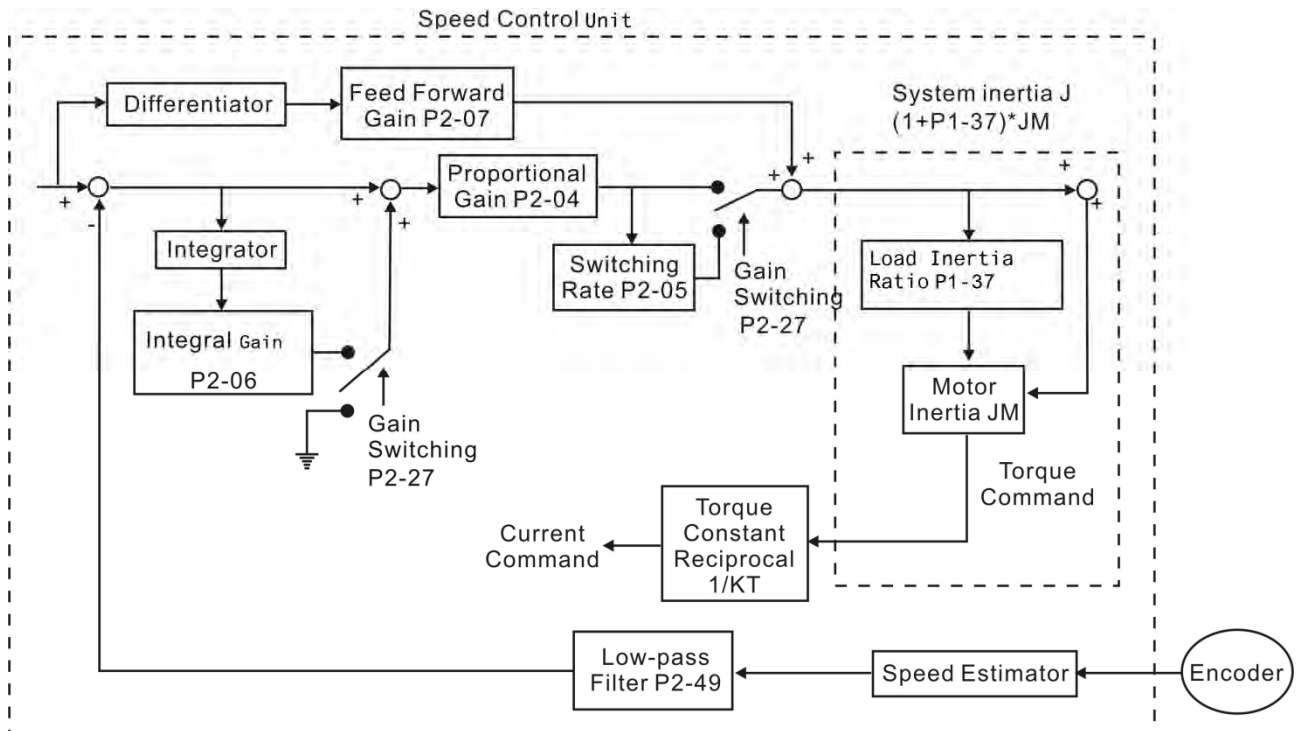 Speed Control Unit
Differentiator
Feed Forward
Gain P2-07
System inertia J
(1+P1-37)*JM
+
-
+
+
Proportional
Gain P2-04
+
+
+
+
Integrator
Switching
Rate P2-05
Gain
Switching
P2-27
Load Inertia
Ratio P1-37
Integral Gain
P2-06
Gain
Switching
P2-27
Motor
Inertia JM
Torque
Command
Current
Command
Torque
Constant
Reciprocal
1/KT
Low-pass
Filter P2-49
Speed Estimator
Encoder